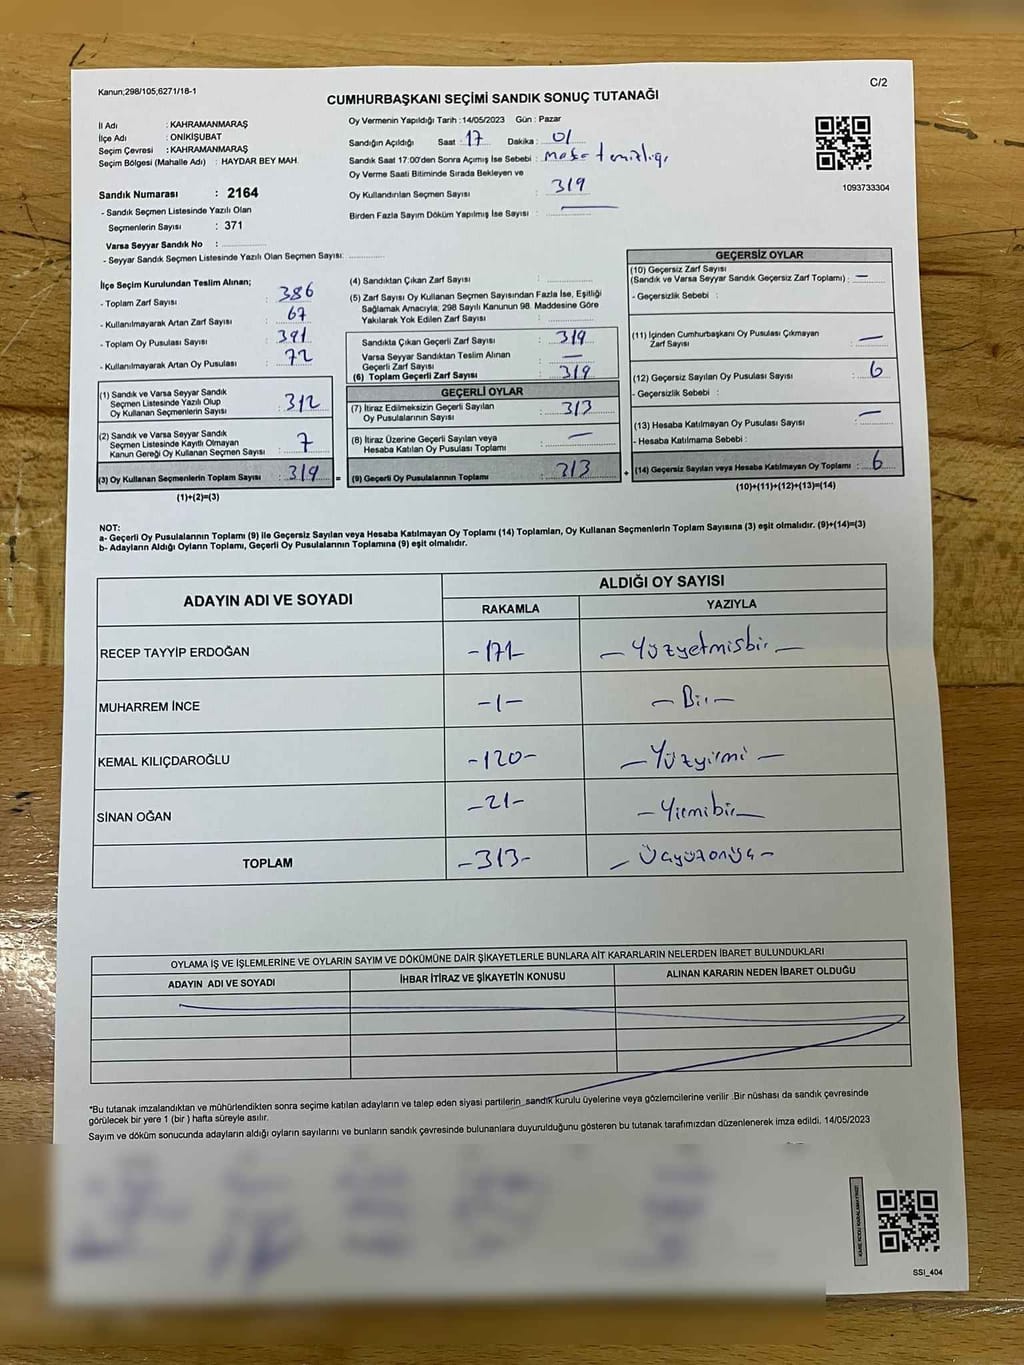 Kanun;298/105,6271/18-1
C/2
CUMHURBAŞKANI SEÇİMİ SANDIK SONUÇ TUTANAĞI
İl Adı : KAHRAMANMARAŞ
İlçe Adı : ONİKİŞUBAT
Seçim Çevresi : KAHRAMANMARAŞ
Seçim Bölgesi (Mahalle Adı) : HAYDAR BEY MAH.
Sandık Numarası : 2164
- Sandık Seçmen Listesinde Yazılı Olan
Seçmenlerin Sayısı : 371
Varsa Seyyar Sandık No :
- Seyyar Sandık Seçmen Listesinde Yazılı Olan Seçmen Sayısı:
Oy Vermenin Yapıldığı Tarih :14/05/2023 Gün : Pazar
Sandığın Açıldığı Saat : 17 Dakika : 01
Sandık Saat 17:00'den Sonra Açımış İse Sebebi : masa temizliği
Oy Verme Saati Bitiminde Sırada Bekleyen ve
Oy Kullandırılan Seçmen Sayısı : 319
Birden Fazla Sayım Döküm Yapılmış İse Sayısı :
1093733304
İlçe Seçim Kurulundan Teslim Alınan;
- Toplam Zarf Sayısı : 386
- Kullanılmayarak Artan Zarf Sayısı : 67
- Toplam Oy Pusulası Sayısı : 391
- Kullanılmayarak Artan Oy Pusulası : 72
(1) Sandık ve Varsa Seyyar Sandık
Seçmen Listesinde Yazılı Olup
Oy Kullanan Seçmenlerin Sayısı : 312
(2) Sandık ve Varsa Seyyar Sandık
Seçmen Listesinde Kayıtlı Olmayan
Kanun Gereği Oy Kullanan Seçmen Sayısı : 7
(3) Oy Kullanan Seçmenlerin Toplam Sayısı : 319
(1)+(2)=(3)
(4) Sandıktan Çıkan Zarf Sayısı :
(5) Zarf Sayısı Oy Kullanan Seçmen Sayısından Fazla İse, Eşitliği
Sağlamak Amacıyla; 298 Sayılı Kanunun 98. Maddesine Göre
Yakılarak Yok Edilen Zarf Sayısı :
Sandıkta Çıkan Geçerli Zarf Sayısı : 319
Varsa Seyyar Sandıktan Teslim Alınan
Geçerli Zarf Sayısı : —
(6) Toplam Geçerli Zarf Sayısı : 319
GEÇERLİ OYLAR
(7) İtiraz Edilmeksizin Geçerli Sayılan
Oy Pusulalarının Sayısı : 313
(8) İtiraz Üzerine Geçerli Sayılan veya
Hesaba Katılan Oy Pusulası Toplamı : —
= (9) Geçerli Oy Pusulalarının Toplamı : 313
GEÇERSİZ OYLAR
(10) Geçersiz Zarf Sayısı
(Sandık ve Varsa Seyyar Sandık Geçersiz Zarf Toplamı) : —
- Geçersizlik Sebebi :
(11) İçinden Cumhurbaşkanı Oy Pusulası Çıkmayan
Zarf Sayısı : —
(12) Geçersiz Sayılan Oy Pusulası Sayısı : 6
- Geçersizlik Sebebi :
(13) Hesaba Katılmayan Oy Pusulası Sayısı : —
- Hesaba Katılmama Sebebi :
+ (14) Geçersiz Sayılan veya Hesaba Katılmayan Oy Toplamı : 6
(10)+(11)+(12)+(13)=(14)
NOT:
a- Geçerli Oy Pusulalarının Toplamı (9) ile Geçersiz Sayılan veya Hesaba Katılmayan Oy Toplamı (14) Toplamları, Oy Kullanan Seçmenlerin Toplam Sayısına (3) eşit olmalıdır. (9)+(14)=(3)
b- Adayların Aldığı Oyların Toplamı, Geçerli Oy Pusulalarının Toplamına (9) eşit olmalıdır.
ADAYIN ADI VE SOYADI
ALDIĞI OY SAYISI
RAKAMLA YAZIYLA
RECEP TAYYİP ERDOĞAN -171- — Yüzyetmisbir —
MUHARREM İNCE -1- — Bir —
KEMAL KILIÇDAROĞLU -120- — Yüzyirmi —
SİNAN OĞAN -21- — Yirmibir —
TOPLAM -313- — Üçyüzonüç —
OYLAMA İŞ VE İŞLEMLERİNE VE OYLARIN SAYIM VE DÖKÜMÜNE DAİR ŞİKAYETLERLE BUNLARA AİT KARARLARIN NELERDEN İBARET BULUNDUKLARI
ADAYIN ADI VE SOYADI İHBAR İTİRAZ VE ŞİKAYETİN KONUSU ALINAN KARARIN NEDEN İBARET OLDUĞU
*Bu tutanak imzalandıktan ve mühürlendikten sonra seçime katılan adayların ve talep eden siyasi partilerin sandık kurulu üyelerine veya gözlemcilerine verilir .Bir nüshası da sandık çevresinde
görülecek bir yere 1 (bir ) hafta süreyle asılır.
Sayım ve döküm sonucunda adayların aldığı oyların sayılarını ve bunların sandık çevresinde bulunanlara duyurulduğunu gösteren bu tutanak tarafımızdan düzenlenerek imza edildi. 14/05/2023
SSI_404